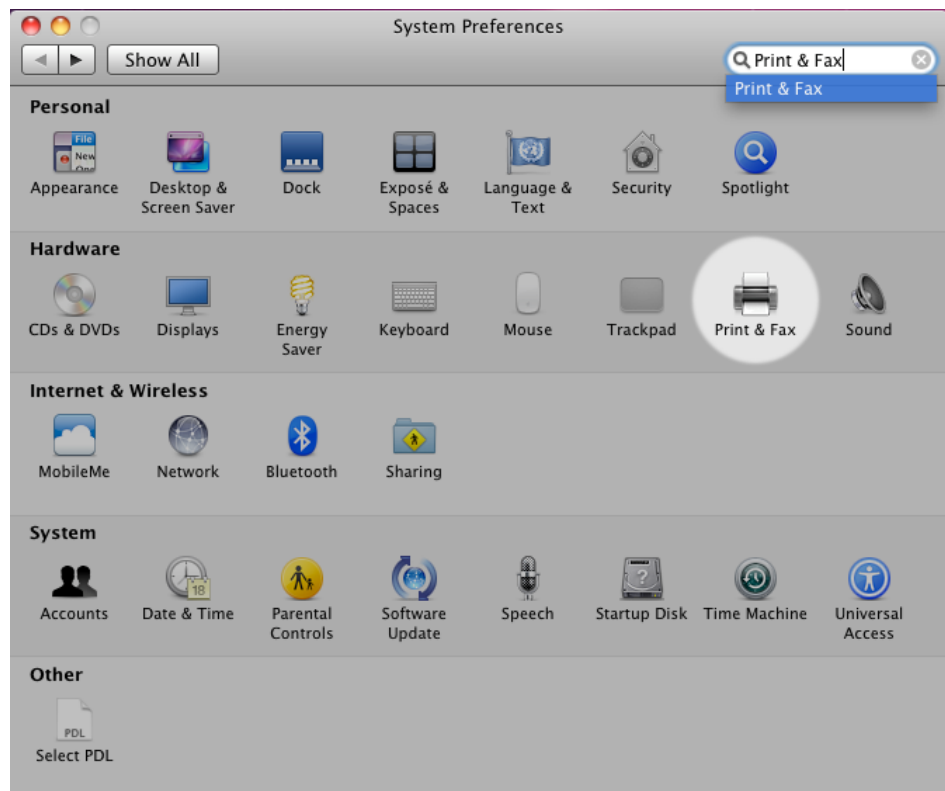 System Preferences
Show All
Print & Fax
Print & Fax
Personal
File
New
Appearance
Desktop &
Screen Saver
Dock
Exposé &
Spaces
Language &
Text
Security
Spotlight
Hardware
CDs & DVDs
Displays
Energy
Saver
Keyboard
Mouse
Trackpad
Print & Fax
Sound
Internet & Wireless
MobileMe
Network
Bluetooth
Sharing
System
18
?
Accounts
Date & Time
Parental
Controls
Software
Update
Speech
Startup Disk
Time Machine
Universal
Access
Other
PDL
Select PDL